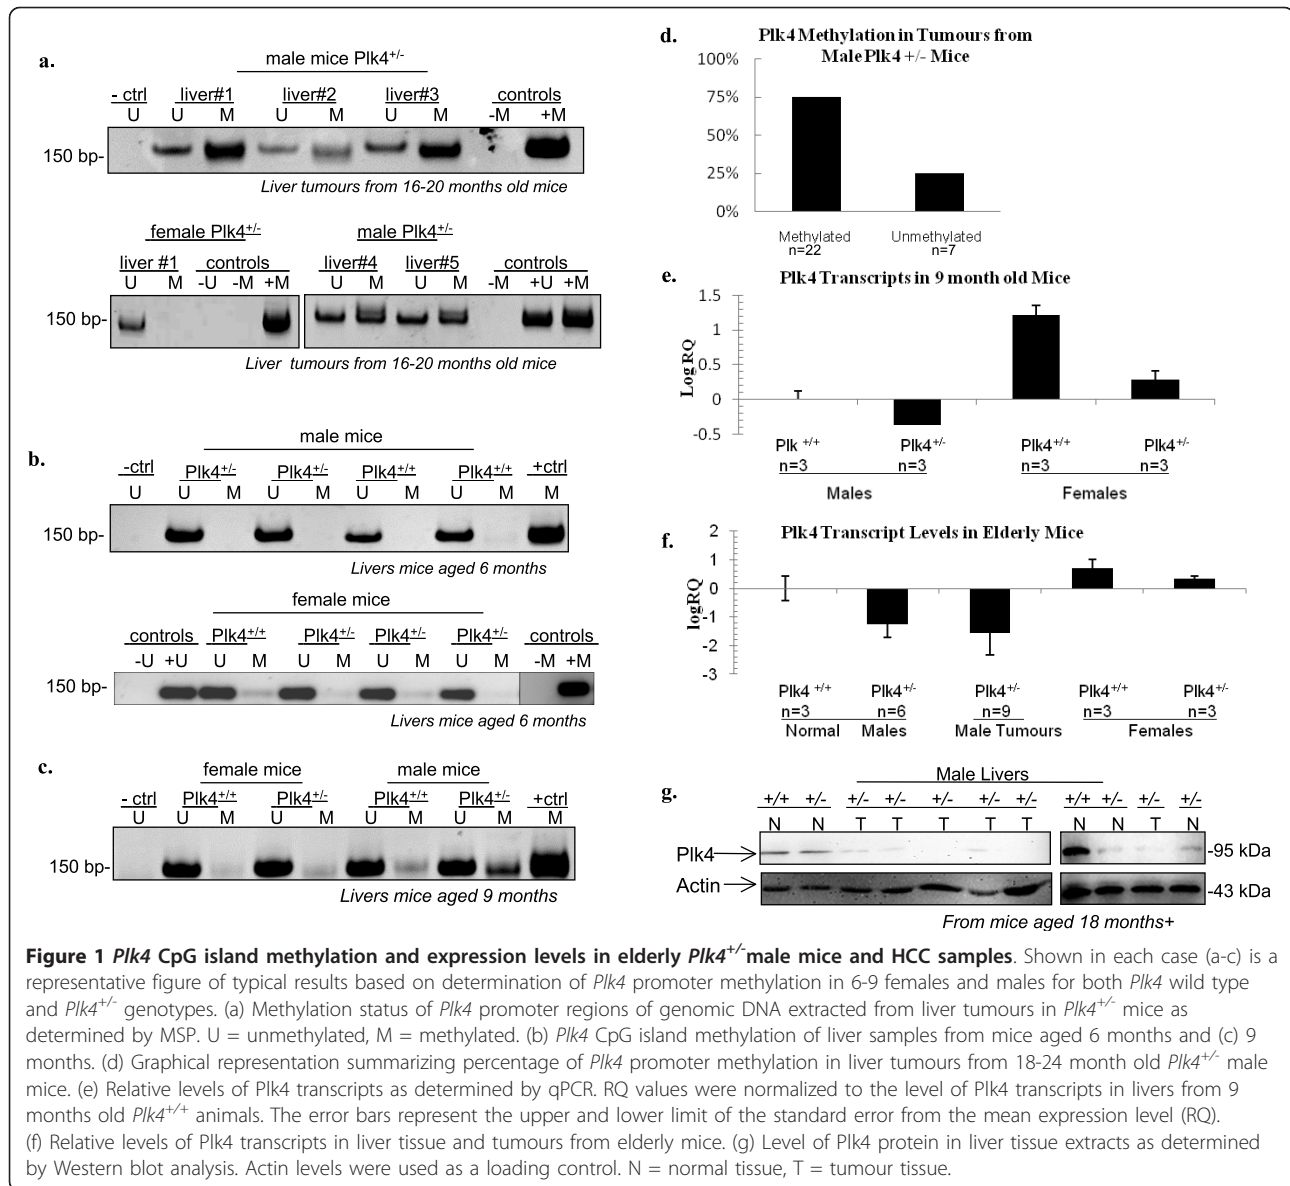 a.
male mice Plk4+/-
- ctrl liver#1 liver#2 liver#3 controls
U U M U M U M -M +M
150 bp-
Liver tumours from 16-20 months old mice
female Plk4+/- male Plk4+/-
liver #1 controls liver#4 liver#5 controls
U M -U -M +M U M U M -M +U +M
150 bp-
Liver tumours from 16-20 months old mice
b.
male mice
-ctrl Plk4+/- Plk4+/- Plk4+/+ Plk4+/+ +ctrl
U U M U M U M U M M
150 bp-
Livers mice aged 6 months
female mice
controls Plk4+/+ Plk4+/- Plk4+/- Plk4+/- controls
-U +U U M U M U M U M -M +M
150 bp-
Livers mice aged 6 months
c.
female mice male mice
- ctrl Plk4+/+ Plk4+/- Plk4+/+ Plk4+/- +ctrl
U U M U M U M U M M
150 bp-
Livers mice aged 9 months
d.
Plk4 Methylation in Tumours from
Male Plk4 +/- Mice
100%
75%
50%
25%
0%
Methylated Unmethylated
n=22 n=7
e.
Plk4 Transcripts in 9 month old Mice
Log RQ
1.5
1
0.5
0
-0.5
Plk +/+ Plk4+/- Plk4+/+ Plk4+/-
n=3 n=3 n=3 n=3
Males Females
f.
Plk4 Transcript Levels in Elderly Mice
logRQ
2
1
0
-1
-2
-3
Plk4 +/+ Plk4+/- Plk4+/- Plk4+/+ Plk4+/-
n=3 n=6 n=9 n=3 n=3
Normal Males Male Tumours Females
g.
Male Livers
+/+ +/- +/- +/- +/- +/- +/- +/+ +/- +/- +/-
N N T T T T T N N T N
Plk4 -95 kDa
Actin -43 kDa
From mice aged 18 months+
Figure 1 Plk4 CpG island methylation and expression levels in elderly Plk4+/- male mice and HCC samples. Shown in each case (a-c) is a
representative figure of typical results based on determination of Plk4 promoter methylation in 6-9 females and males for both Plk4 wild type
and Plk4+/- genotypes. (a) Methylation status of Plk4 promoter regions of genomic DNA extracted from liver tumours in Plk4+/- mice as
determined by MSP. U = unmethylated, M = methylated. (b) Plk4 CpG island methylation of liver samples from mice aged 6 months and (c) 9
months. (d) Graphical representation summarizing percentage of Plk4 promoter methylation in liver tumours from 18-24 month old Plk4+/- male
mice. (e) Relative levels of Plk4 transcripts as determined by qPCR. RQ values were normalized to the level of Plk4 transcripts in livers from 9
months old Plk4+/+ animals. The error bars represent the upper and lower limit of the standard error from the mean expression level (RQ).
(f) Relative levels of Plk4 transcripts in liver tissue and tumours from elderly mice. (g) Level of Plk4 protein in liver tissue extracts as determined
by Western blot analysis. Actin levels were used as a loading control. N = normal tissue, T = tumour tissue.